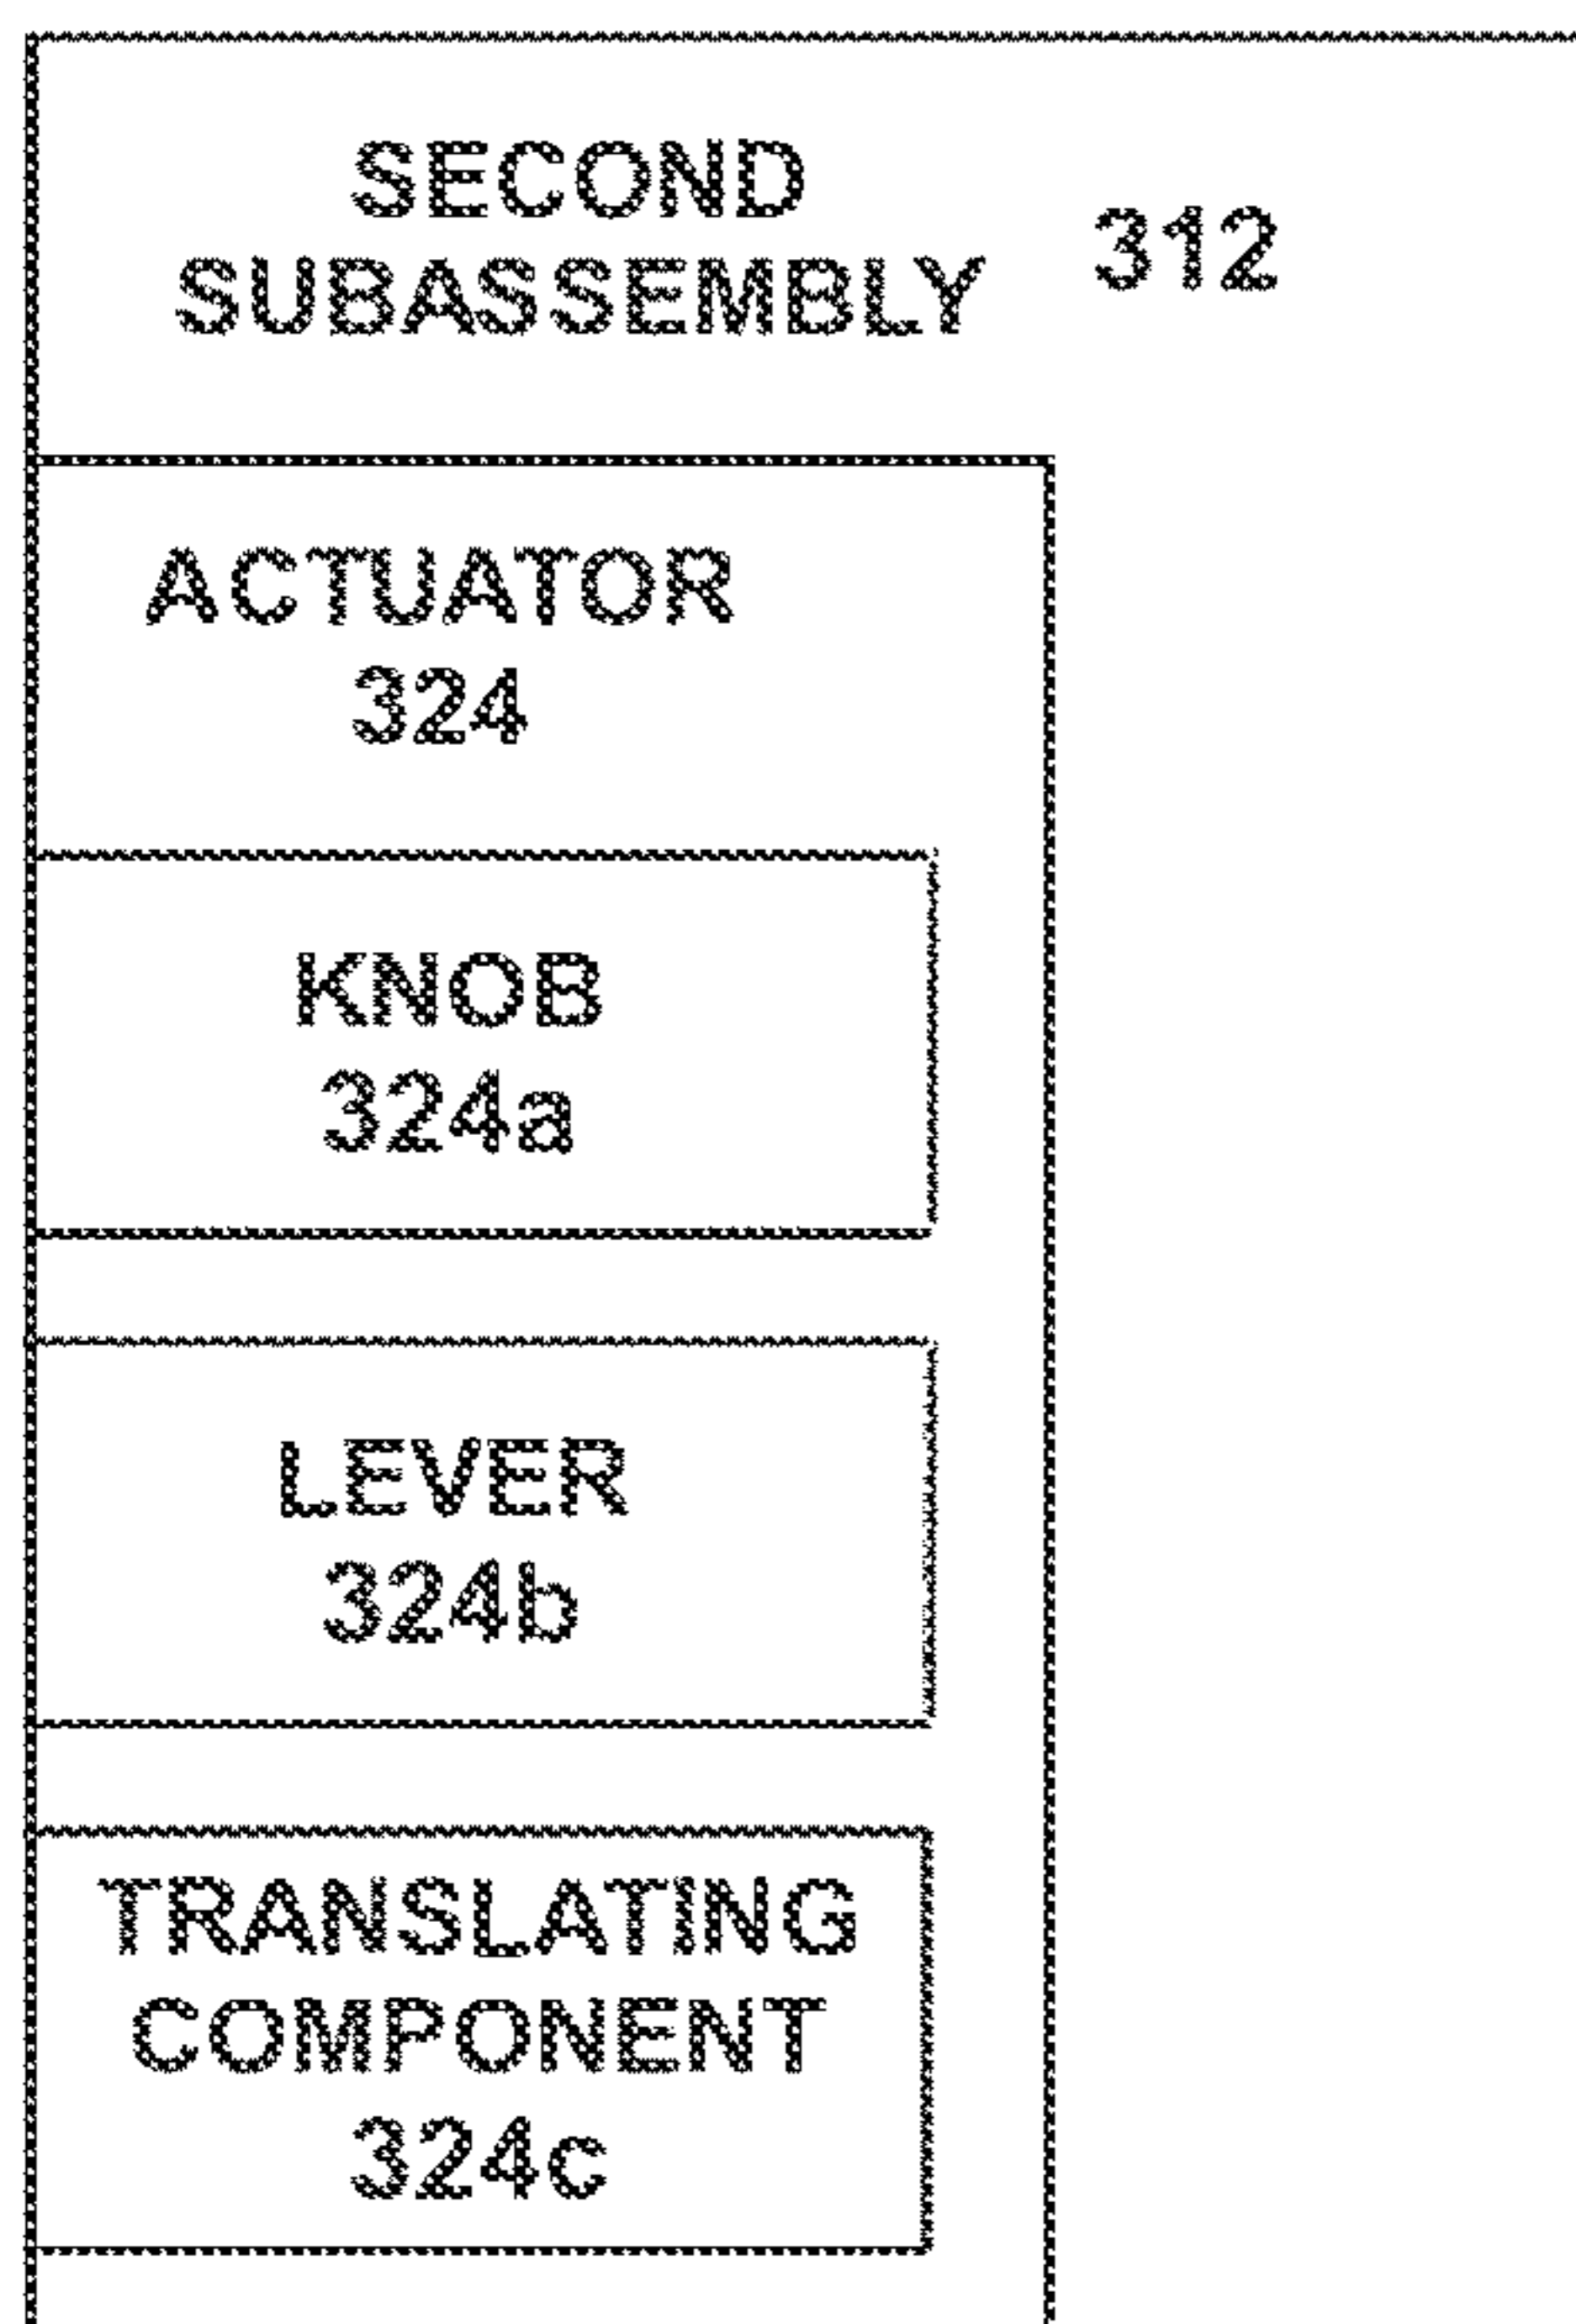 SECOND
SUBASSEMBLY 312
ACTUATOR
324
KNOB
324a
LEVER
324b
TRANSLATING
COMPONENT
324c